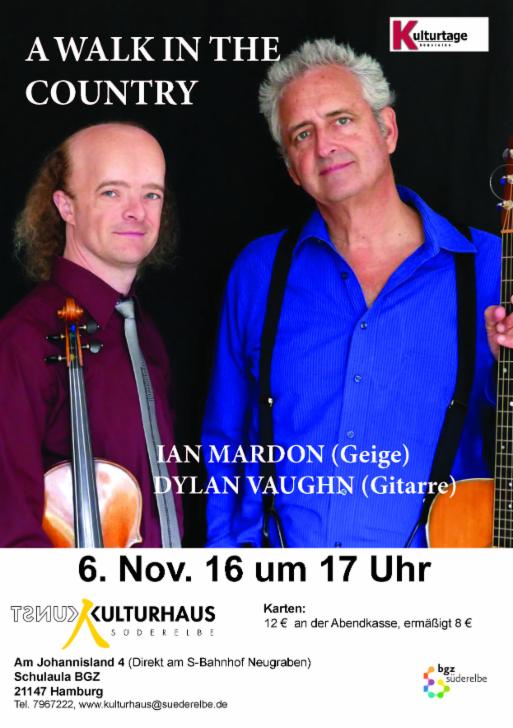 A WALK IN THE
COUNTRY
Kulturtage
SÜDERELBE
IAN MARDON (Geige)
DYLAN VAUGHN (Gitarre)
6. Nov. 16 um 17 Uhr
KUNST KULTURHAUS
SÜDERELBE
Karten:
12 € an der Abendkasse, ermäßigt 8 €
Am Johannisland 4 (Direkt am S-Bahnhof Neugraben)
Schulaula BGZ
21147 Hamburg
Tel. 7967222, www.kulturhaus@suederelbe.de
bgz
süderelbe